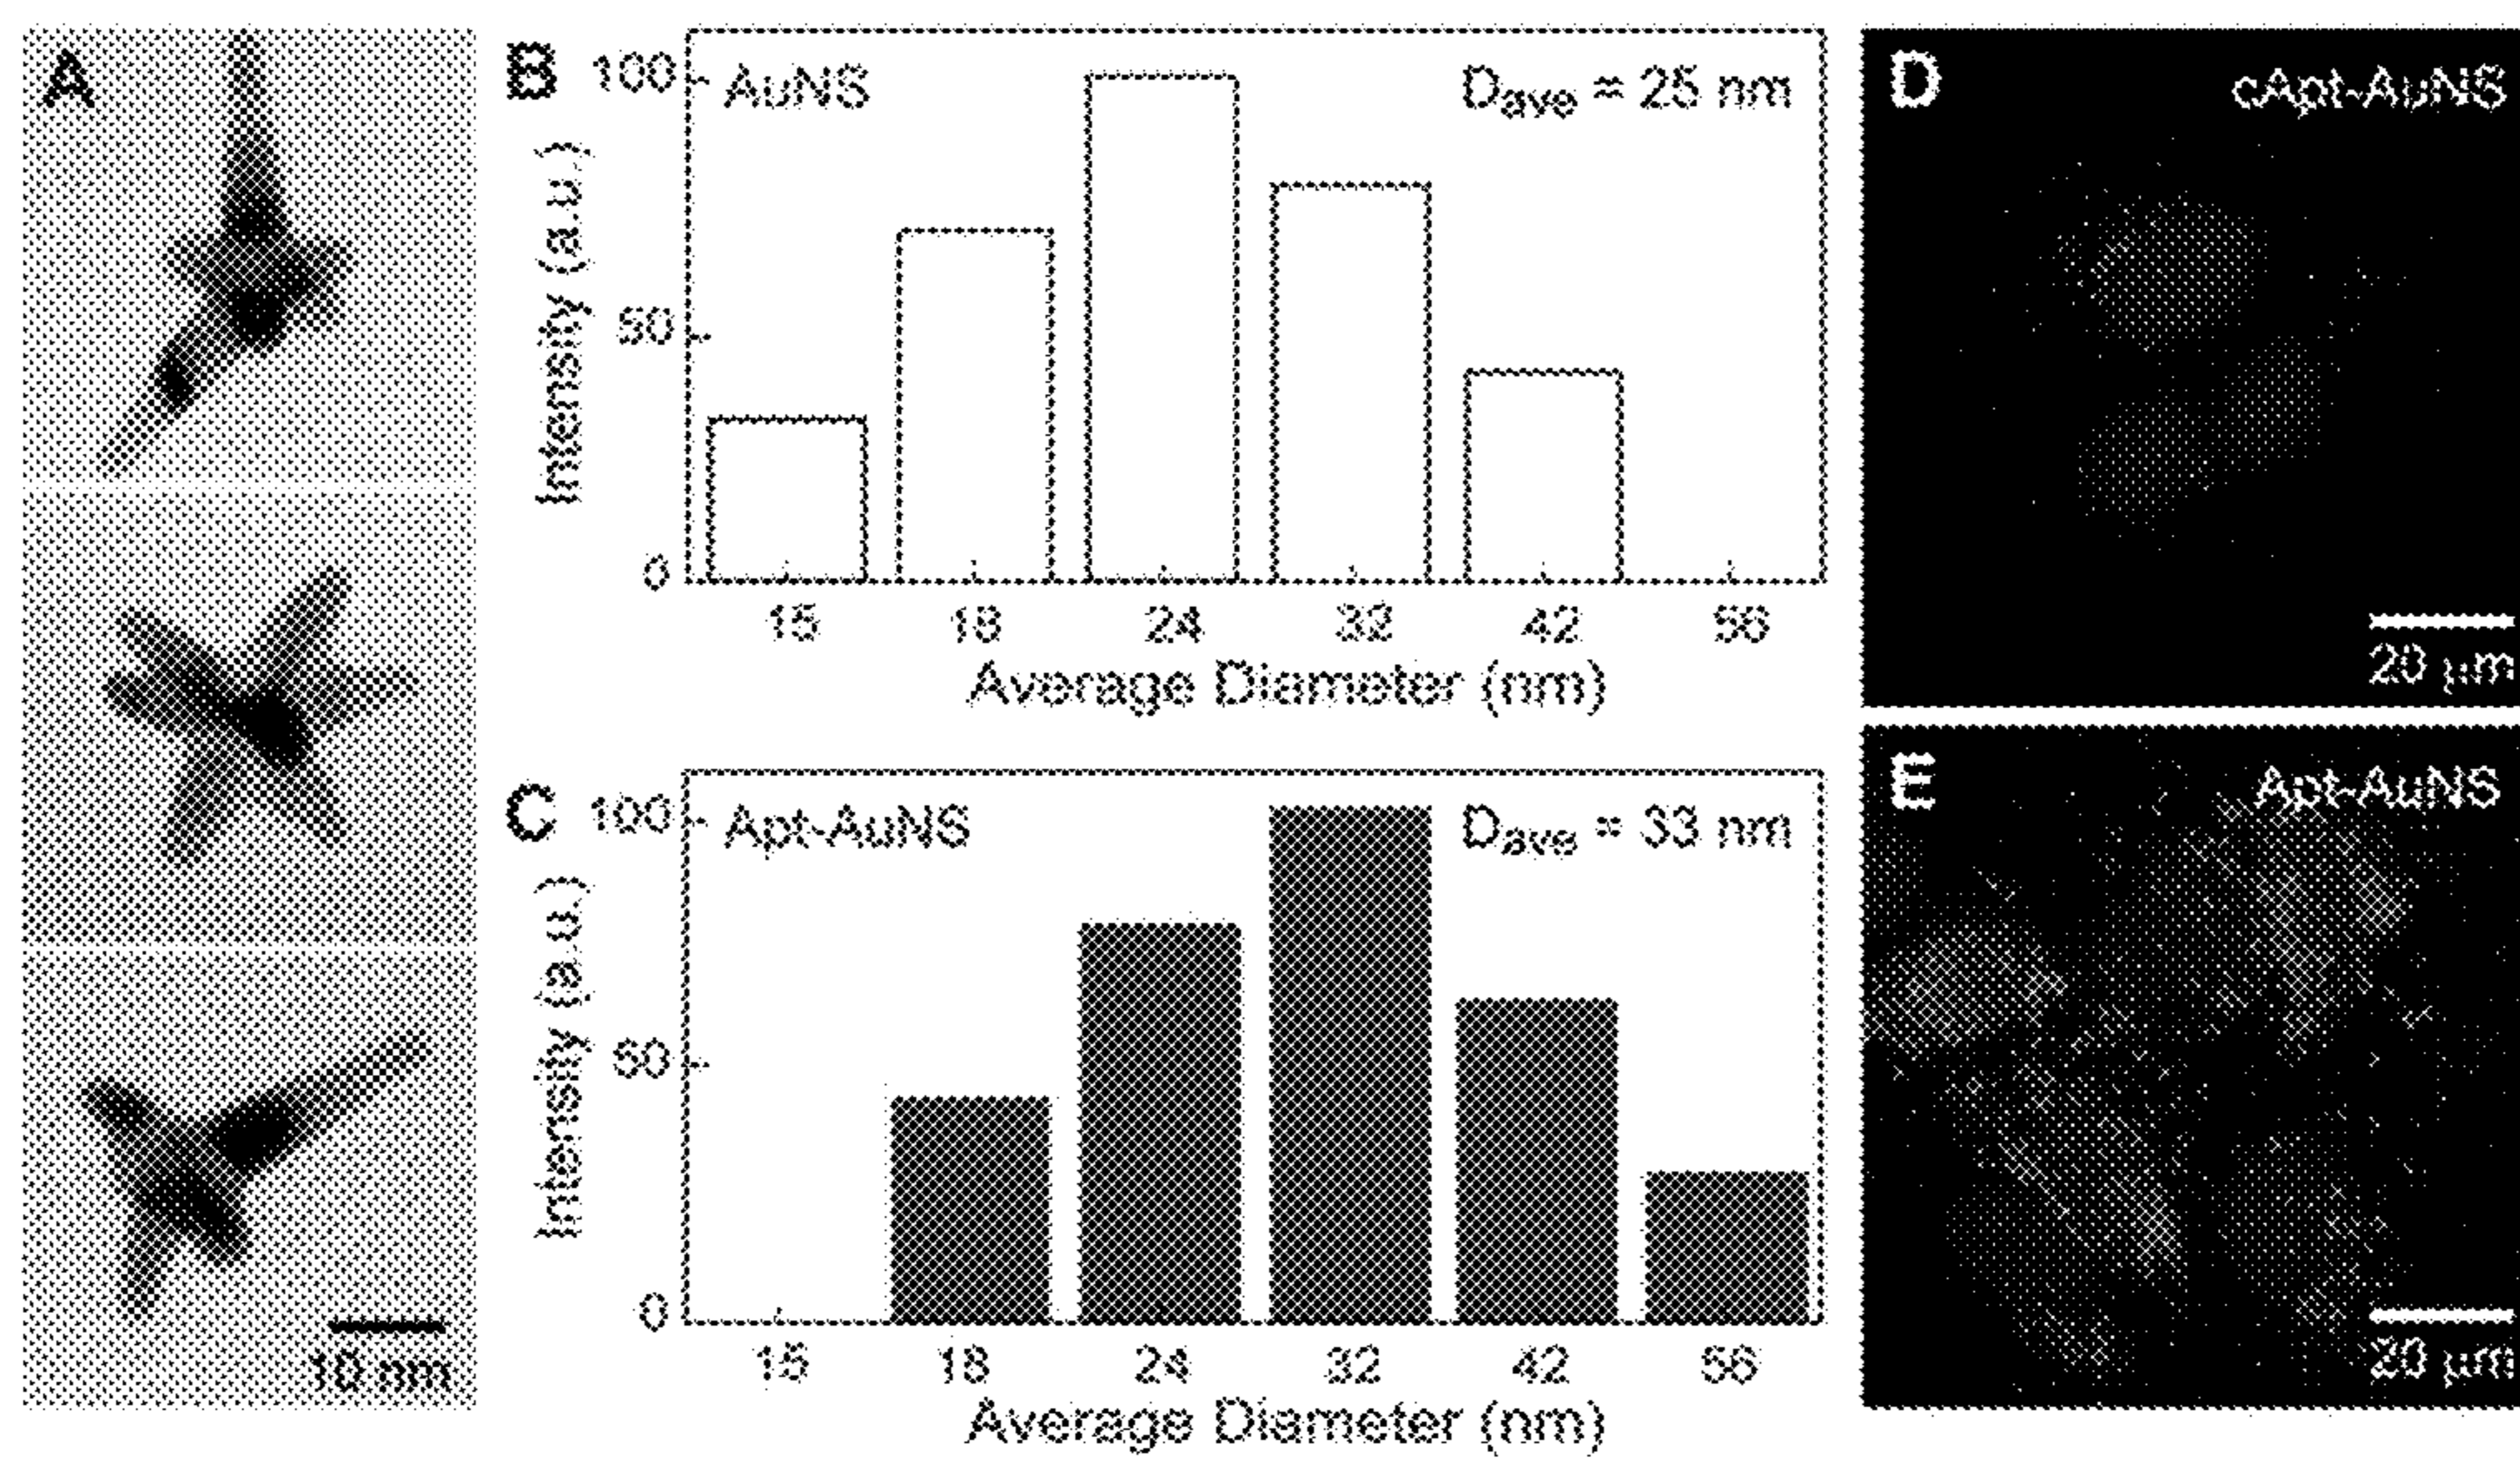 A
10 nm
B
AuNS
Dave = 25 nm
100
50
0
Intensity (a.u.)
15
18
24
32
42
56
Average Diameter (nm)
C
Apt-AuNS
Dave = 33 nm
100
50
0
Intensity (a.u.)
15
18
24
32
42
56
Average Diameter (nm)
D
cApt-AuNS
20 μm
E
Apt-AuNS
20 μm